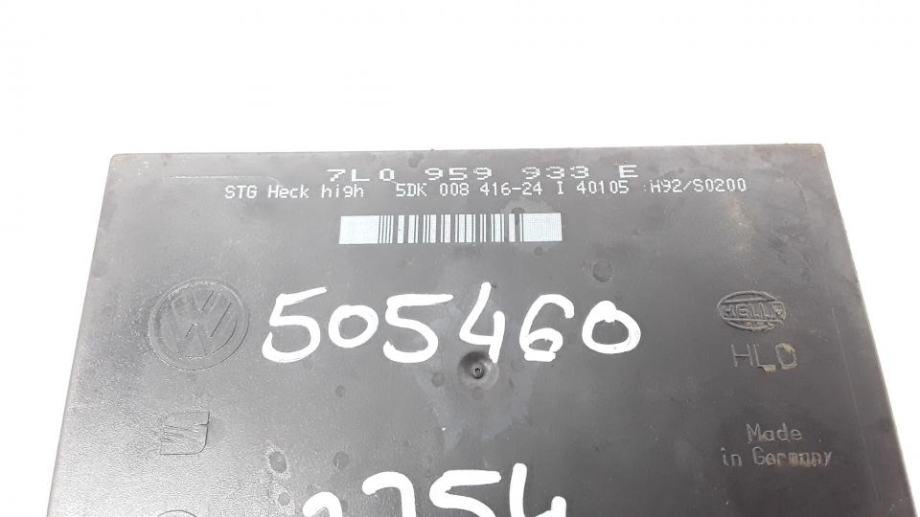 7L0 959 933 E
STG Heck high 5DK 008 416-24 I 40105 :H92/S0200
505460
HELLA
HLO
Made
in Germany